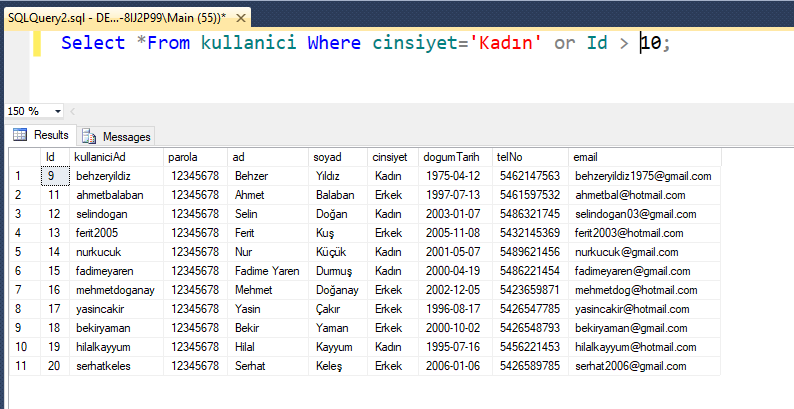 SQLQuery2.sql - DE...-8IJ2P99\Main (55))* ×
Select *From kullanici Where cinsiyet='Kadın' or Id > 10;
150 %
Results Messages
Id kullaniciAd parola ad soyad cinsiyet dogumTarih telNo email
1 9 behzeryildiz 12345678 Behzer Yıldız Kadın 1975-04-12 5462147563 behzeryildiz1975@gmail.com
2 11 ahmetbalaban 12345678 Ahmet Balaban Erkek 1997-07-13 5461597532 ahmetbal@hotmail.com
3 12 selindogan 12345678 Selin Doğan Kadın 2003-01-07 5486321745 selindogan03@gmail.com
4 13 ferit2005 12345678 Ferit Kuş Erkek 2005-11-08 5432145369 ferit2003@hotmail.com
5 14 nurkucuk 12345678 Nur Küçük Kadın 2001-05-07 5489621456 nurkucuk@gmail.com
6 15 fadimeyaren 12345678 Fadime Yaren Durmuş Kadın 2000-04-19 5486221454 fadimeyaren@gmail.com
7 16 mehmetdoganay 12345678 Mehmet Doğanay Erkek 2002-12-05 5423659871 mehmetdog@hotmail.com
8 17 yasincakir 12345678 Yasin Çakır Erkek 1996-08-17 5426547785 yasincakir@hotmail.com
9 18 bekiryaman 12345678 Bekir Yaman Erkek 2000-10-02 5426548793 bekiryaman@gmail.com
10 19 hilalkayyum 12345678 Hilal Kayyum Kadın 1995-07-16 5456221453 hilalkayyum@hotmail.com
11 20 serhatkeles 12345678 Serhat Keleş Erkek 2006-01-06 5426589785 serhat2006@gmail.com